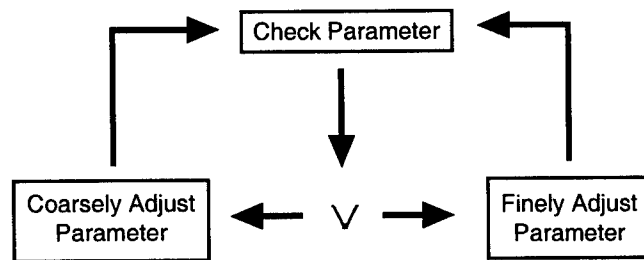 Check Parameter
Coarsely Adjust
Parameter
V
Finely Adjust
Parameter